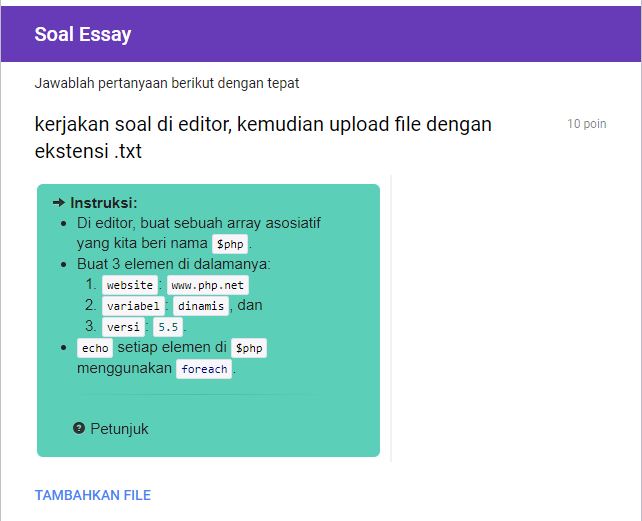 Soal Essay
Jawablah pertanyaan berikut dengan tepat
kerjakan soal di editor, kemudian upload file dengan
ekstensi .txt
10 poin
➔ Instruksi:
• Di editor, buat sebuah array asosiatif
yang kita beri nama $php.
• Buat 3 elemen di dalamanya:
1. website: www.php.net
2. variabel: dinamis, dan
3. versi: 5.5.
• echo setiap elemen di $php
menggunakan foreach.
? Petunjuk
TAMBAHKAN FILE